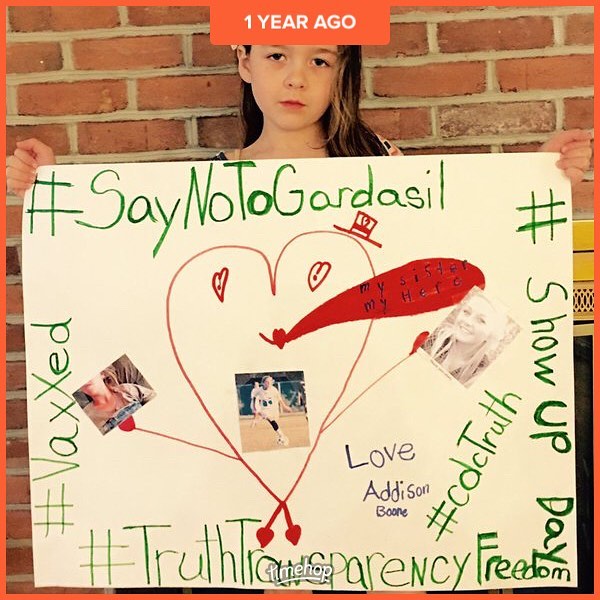 1 YEAR AGO
#SayNoToGardasil
my sister
my Hero
#VaxXed
# Show UP Day
#cdcTruth
Love
Addison
Boone
#TruthTransparencyFreedom
timehop